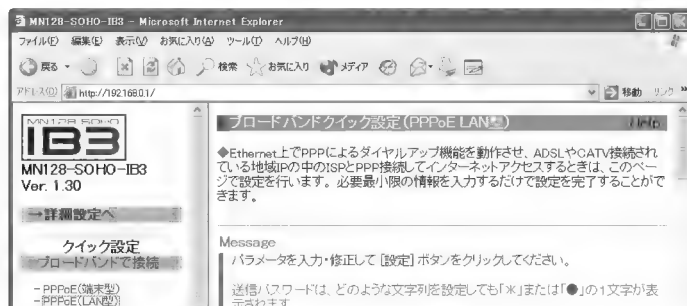 MN128-SOHO-IB3 - Microsoft Internet Explorer
ファイル(F) 編集(E) 表示(V) お気に入り(A) ツール(T) ヘルプ(H)
戻る 検索 お気に入り メディア
アドレス(D) http://192.168.0.1/ 移動 リンク »
MN128 SOHO
IB3
MN128-SOHO-IB3
Ver. 1.30
→詳細設定へ
クイック設定
ブロードバンドで接続
- PPPoE(端末型)
- PPPoE(LAN型)
ブロードバンドクイック設定(PPPoE LAN型) Help
◆Ethernet上でPPPによるダイヤルアップ機能を動作させ、ADSLやCATV接続され
ている地域IPの中のISPとPPP接続してインターネットアクセスするときは、このペー
ジで設定を行います。必要最小限の情報を入力するだけで設定を完了することがで
きます。
Message
パラメータを入力・修正して [設定] ボタンをクリックしてください。
送信パスワードは、どのような文字列を設定しても「*」または「●」の1文字が表
示されます